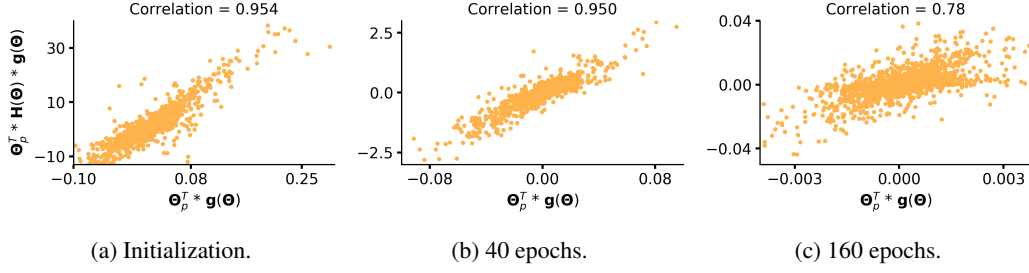 Correlation = 0.954
30
10
−10
−0.10
0.08
0.25
Θ_p^T * H(Θ) * g(Θ)
Θ_p^T * g(Θ)
(a) Initialization.
Correlation = 0.950
2.5
0.0
−2.5
−0.08
0.00
0.08
Θ_p^T * g(Θ)
(b) 40 epochs.
Correlation = 0.78
0.04
0.00
−0.04
−0.003
0.000
0.003
Θ_p^T * g(Θ)
(c) 160 epochs.